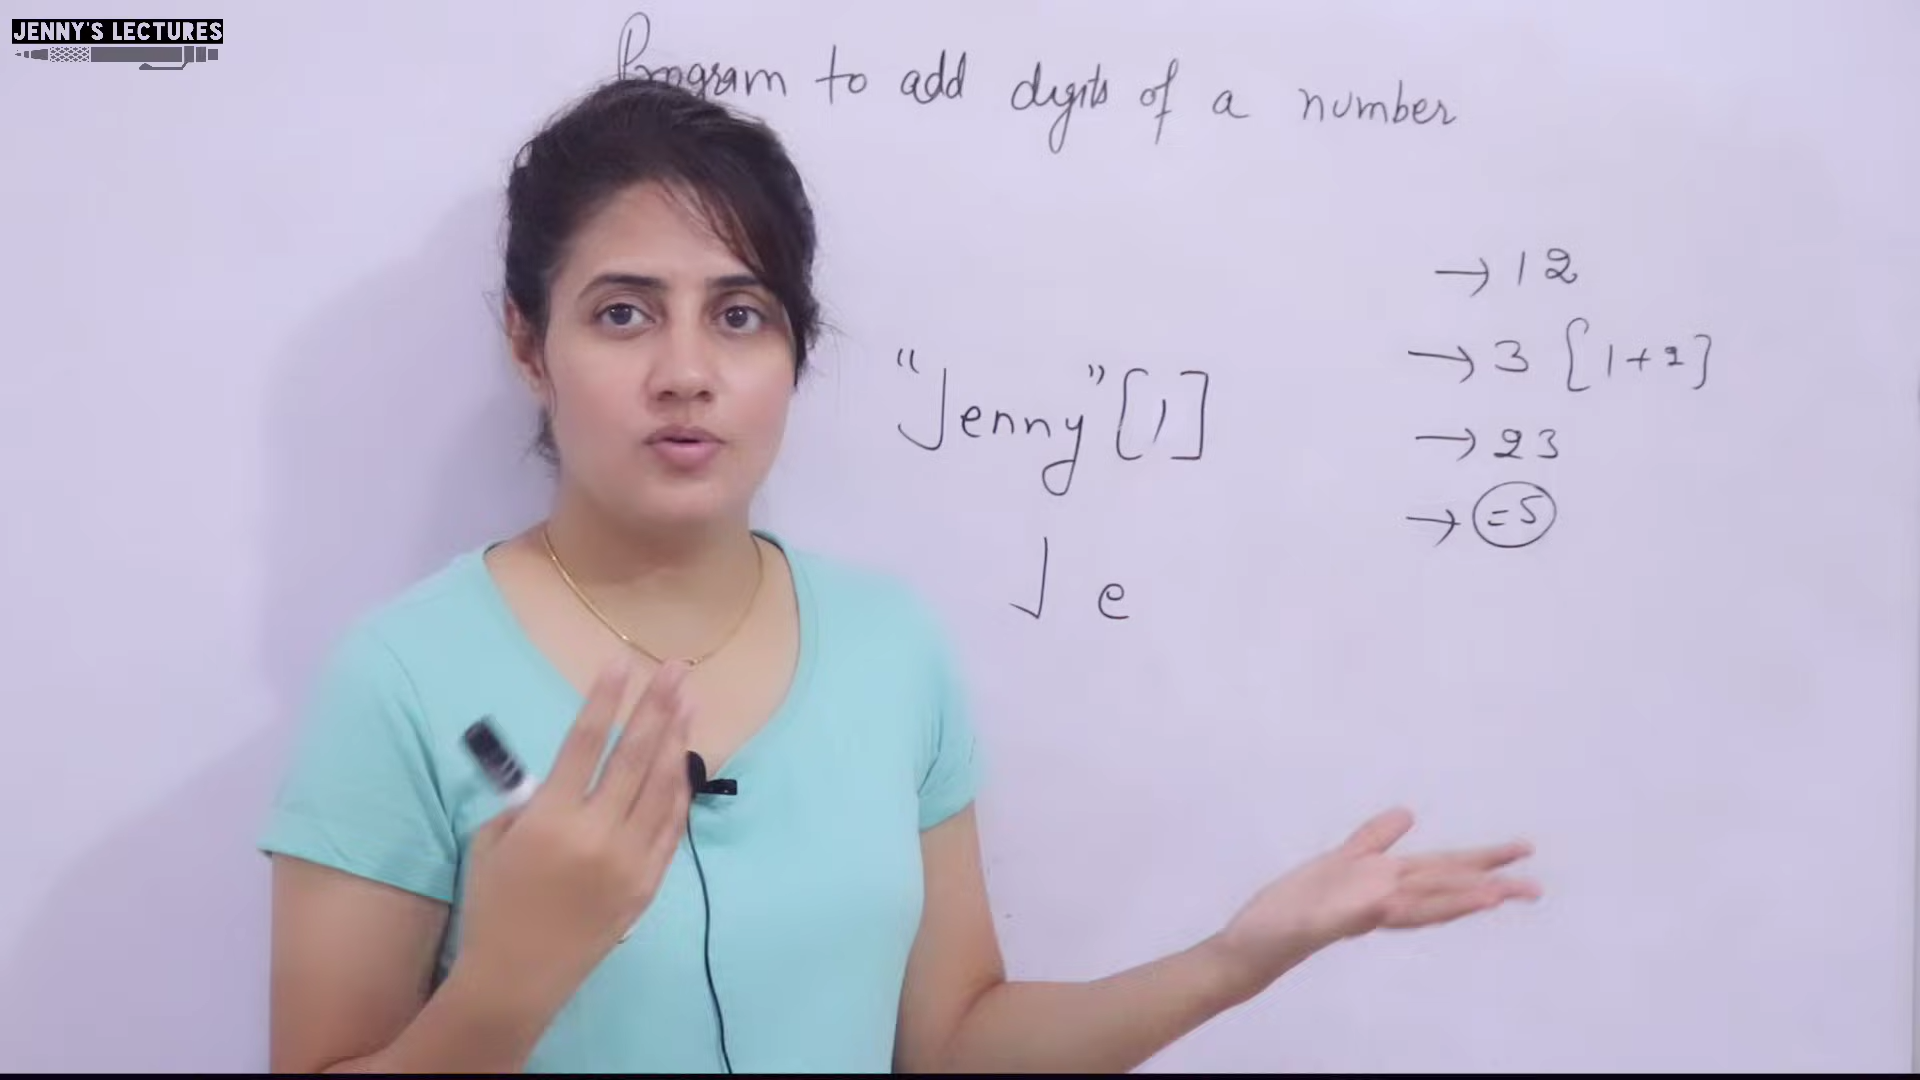 JENNY'S LECTURES
Program to add digits of a number
→ 12
→ 3 [1+2]
"Jenny"[1]
→ 23
→ =5
J e